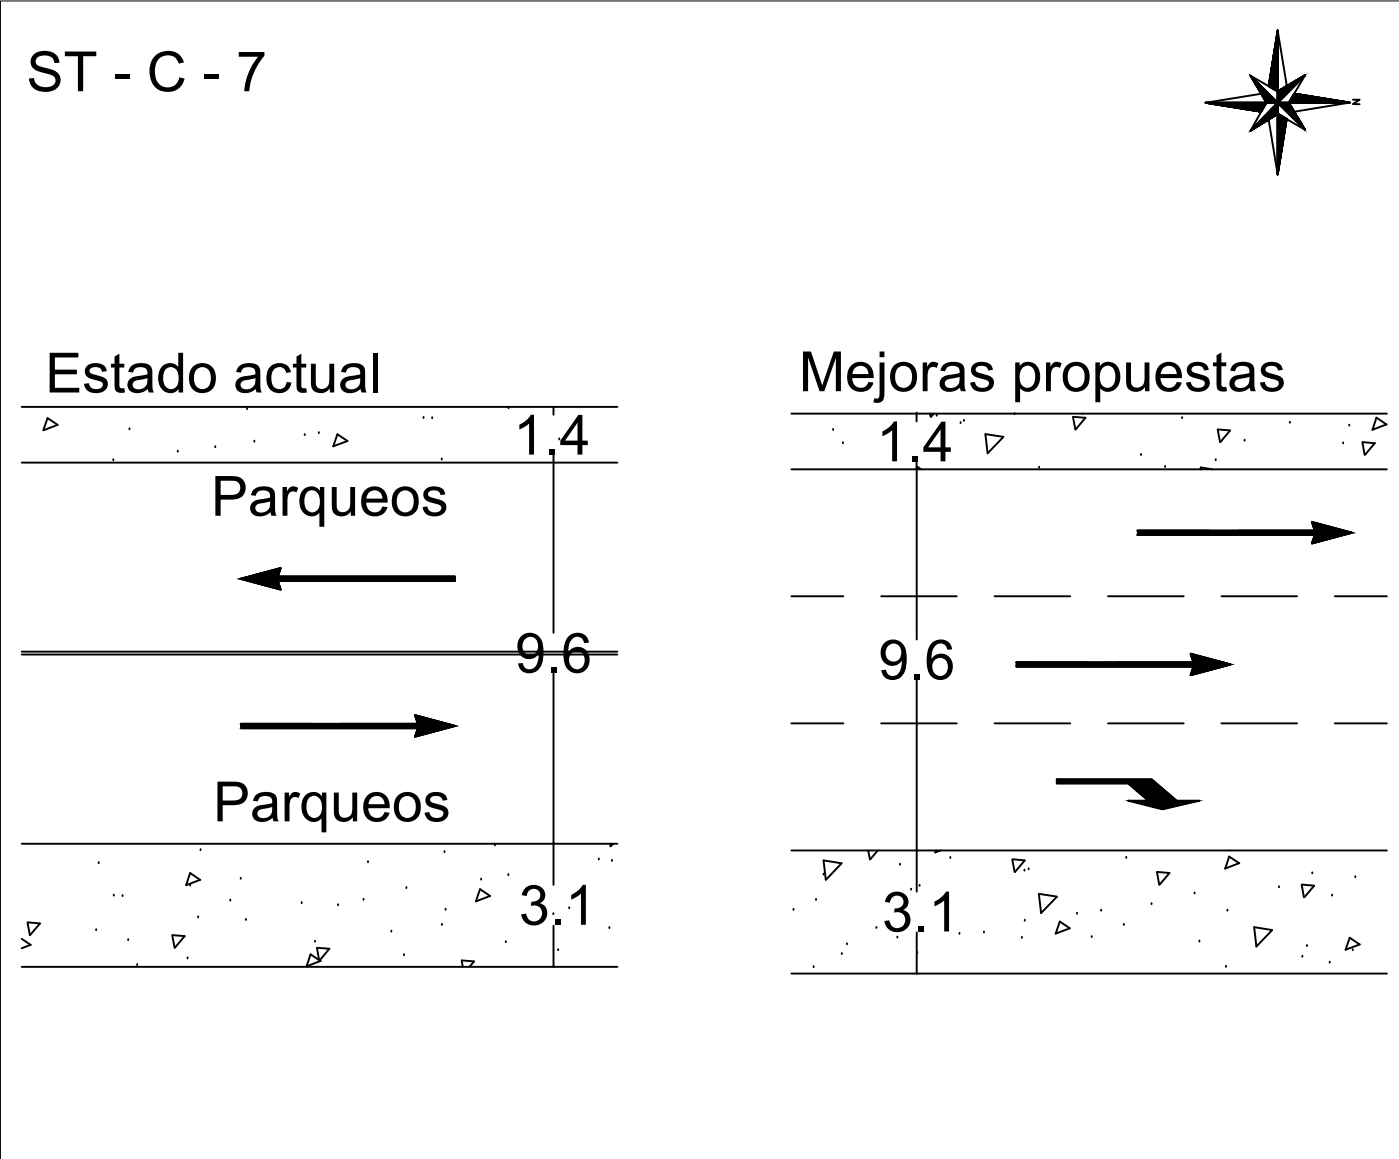 ST - C - 7
N
Estado actual
1.4
Parqueos
9.6
Parqueos
3.1
Mejoras propuestas
1.4
9.6
3.1